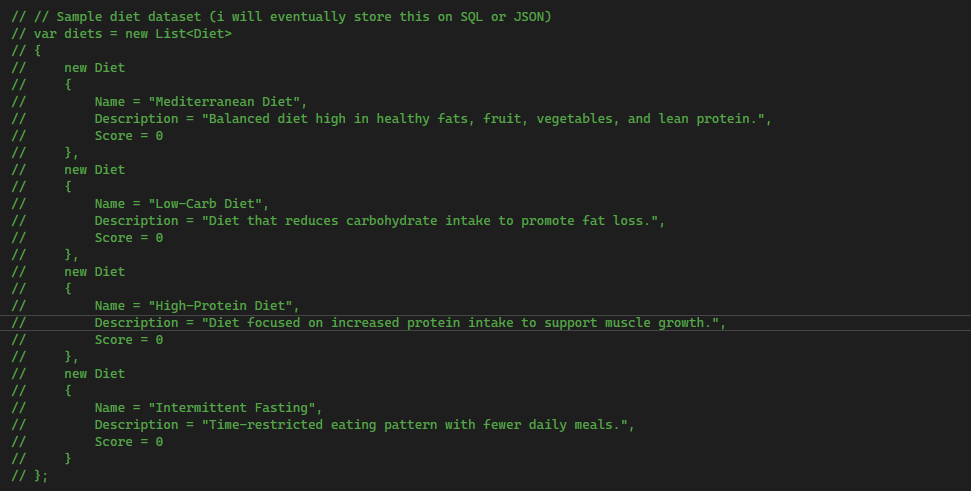 // // Sample diet dataset (i will eventually store this on SQL or JSON)
// var diets = new List<Diet>
// {
//     new Diet
//     {
//         Name = "Mediterranean Diet",
//         Description = "Balanced diet high in healthy fats, fruit, vegetables, and lean protein.",
//         Score = 0
//     },
//     new Diet
//     {
//         Name = "Low-Carb Diet",
//         Description = "Diet that reduces carbohydrate intake to promote fat loss.",
//         Score = 0
//     },
//     new Diet
//     {
//         Name = "High-Protein Diet",
//         Description = "Diet focused on increased protein intake to support muscle growth.",
//         Score = 0
//     },
//     new Diet
//     {
//         Name = "Intermittent Fasting",
//         Description = "Time-restricted eating pattern with fewer daily meals.",
//         Score = 0
//     }
// };